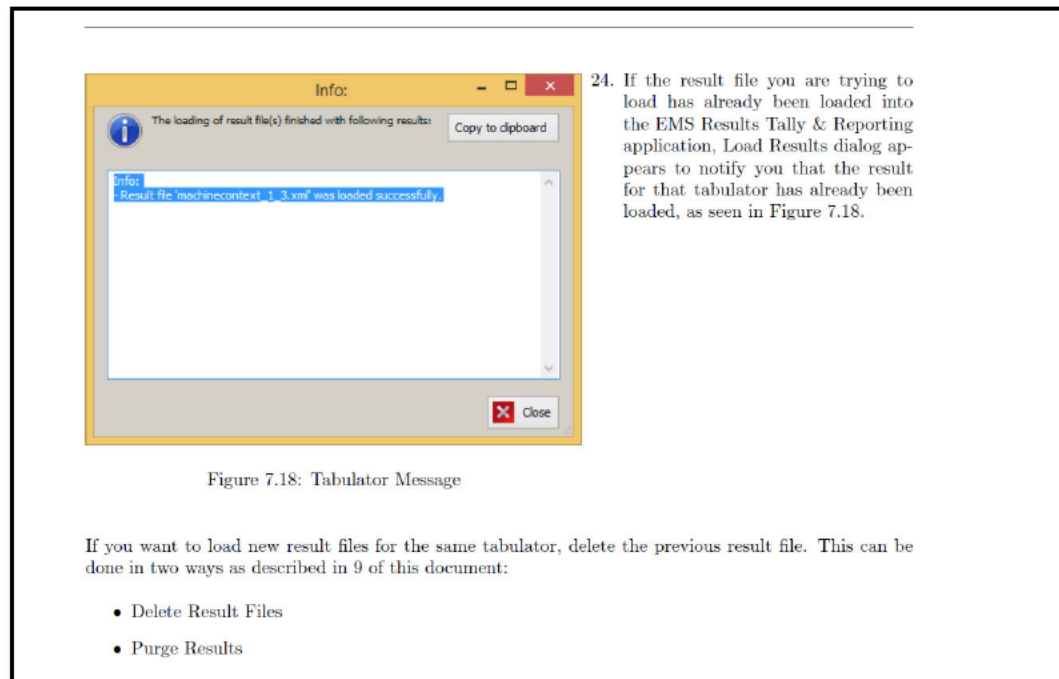 Info:
The loading of result file(s) finished with following results:
Copy to clipboard
Info:
- Result file 'machinecontext_1_3.xml' was loaded successfully.
Close
Figure 7.18: Tabulator Message
24. If the result file you are trying to
load has already been loaded into
the EMS Results Tally & Reporting
application, Load Results dialog ap-
pears to notify you that the result
for that tabulator has already been
loaded, as seen in Figure 7.18.
If you want to load new result files for the same tabulator, delete the previous result file. This can be
done in two ways as described in 9 of this document:
• Delete Result Files
• Purge Results